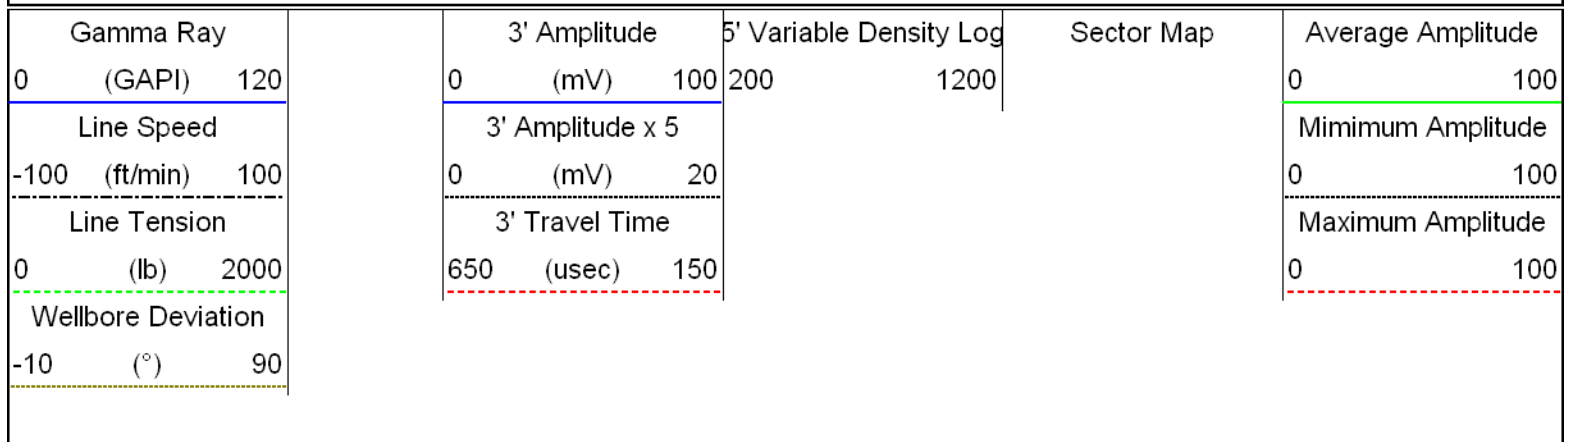 Gamma Ray
0 (GAPI) 120
Line Speed
-100 (ft/min) 100
Line Tension
0 (lb) 2000
Wellbore Deviation
-10 (°) 90
3' Amplitude
0 (mV) 100
3' Amplitude x 5
0 (mV) 20
3' Travel Time
650 (usec) 150
5' Variable Density Log
200 1200
Sector Map
Average Amplitude
0 100
Mimimum Amplitude
0 100
Maximum Amplitude
0 100